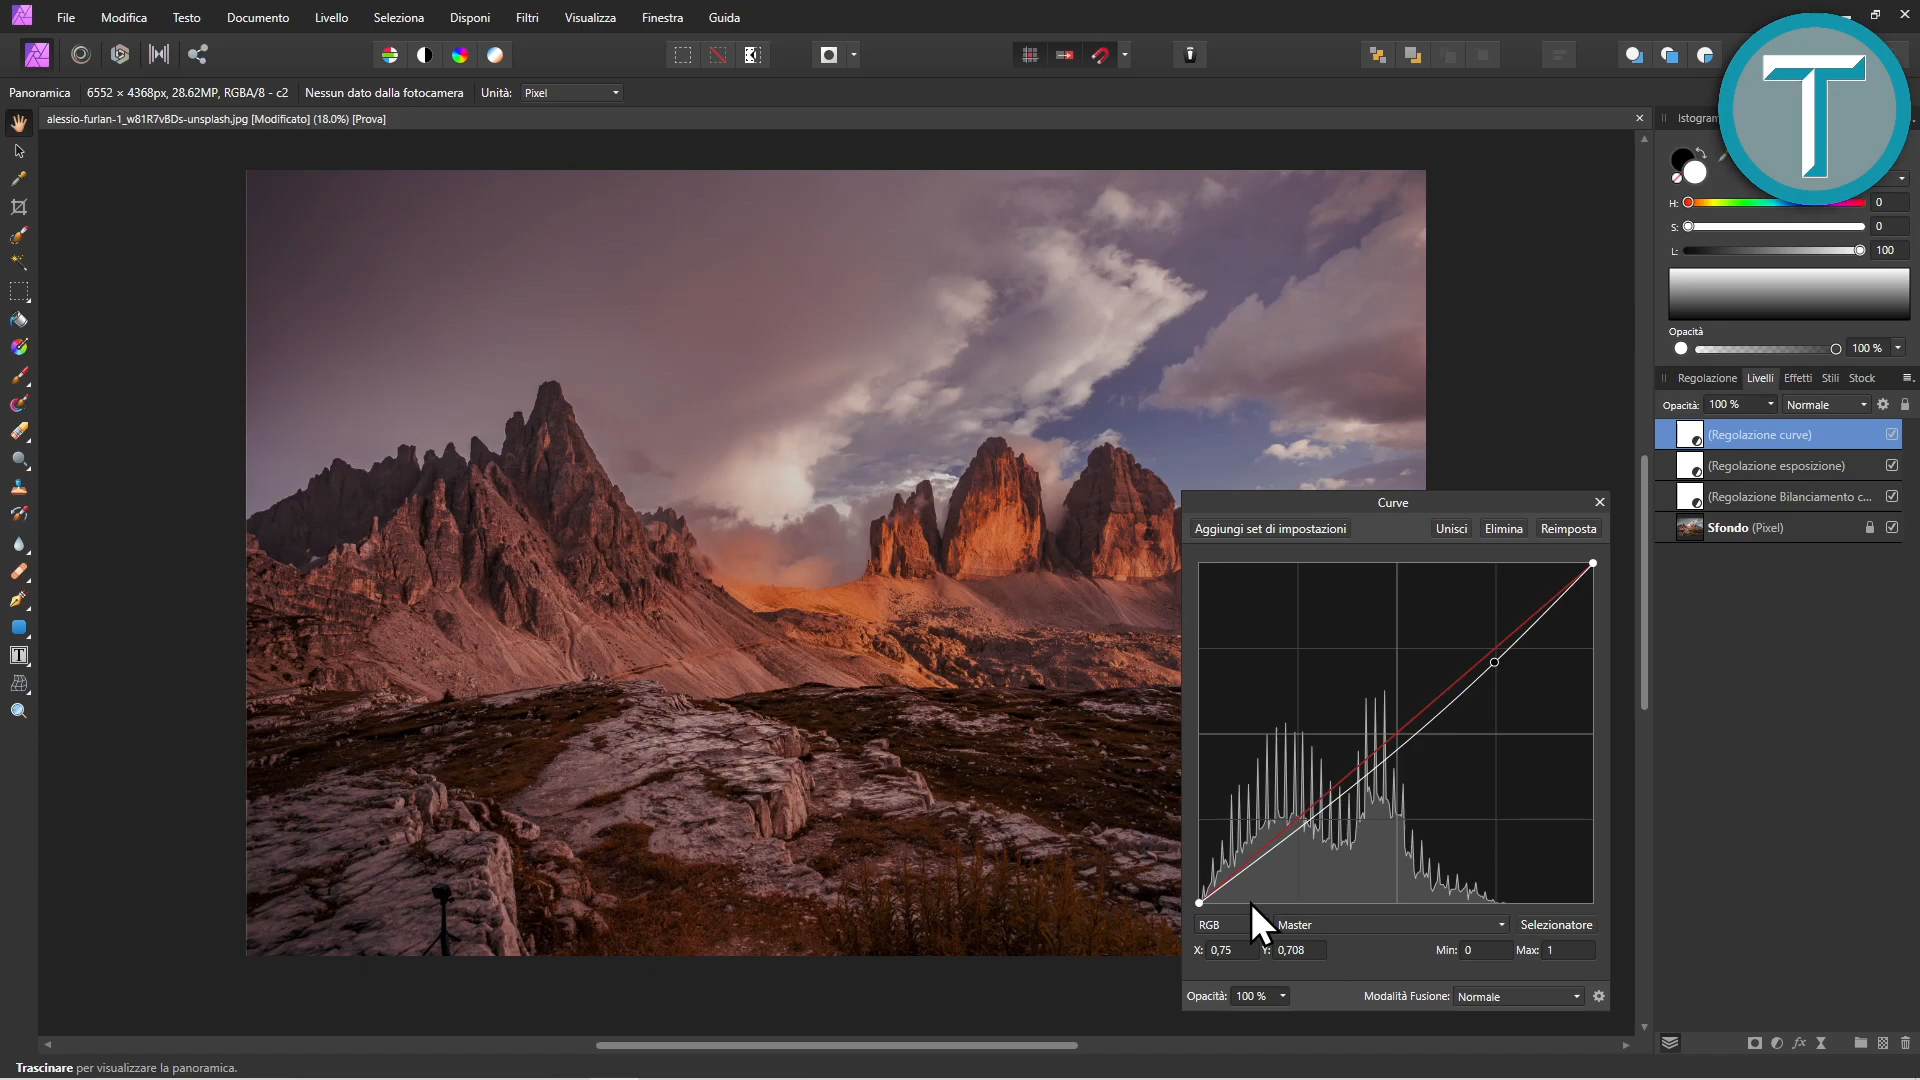 File Modifica Testo Documento Livello Seleziona Disponi Filtri Visualizza Finestra Guida
Panoramica 6552 × 4368px, 28.62MP, RGBA/8 - c2 Nessun dato dalla fotocamera Unità: Pixel
alessio-furlan-1_w81R7vBDs-unsplash.jpg [Modificato] (18.0%) [Prova]
T
H: 0
S: 0
L: 100
Opacità
100 %
Regolazione Livelli Effetti Stili Stock
Opacità: 100 % Normale
(Regolazione curve)
(Regolazione esposizione)
(Regolazione Bilanciamento c...
Sfondo (Pixel)
Curve
Aggiungi set di impostazioni Unisci Elimina Reimposta
RGB Master Selezionatore
X: 0,75 Y: 0,708 Min: 0 Max: 1
Opacità: 100 % Modalità Fusione: Normale
fx
Trascinare per visualizzare la panoramica.